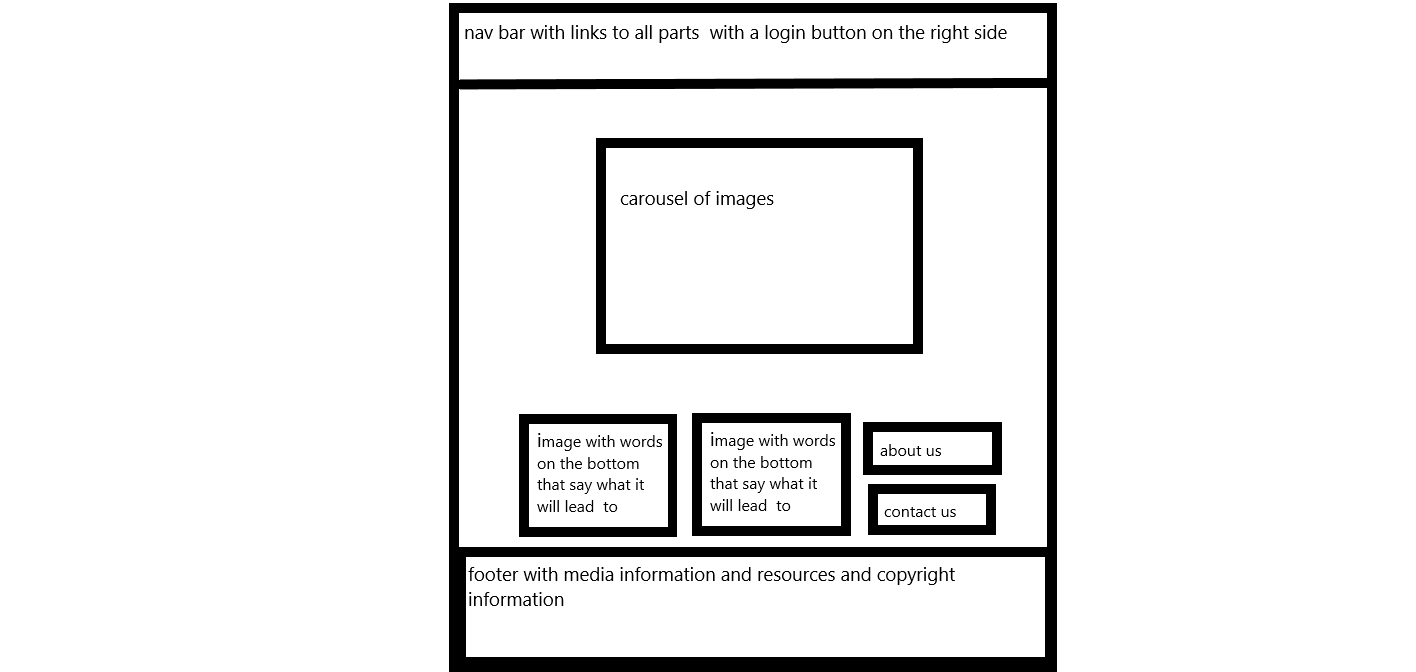 nav bar with links to all parts  with a login button on the right side
carousel of images
image with words
on the bottom
that say what it
will lead  to
image with words
on the bottom
that say what it
will lead  to
about us
contact us
footer with media information and resources and copyright
information